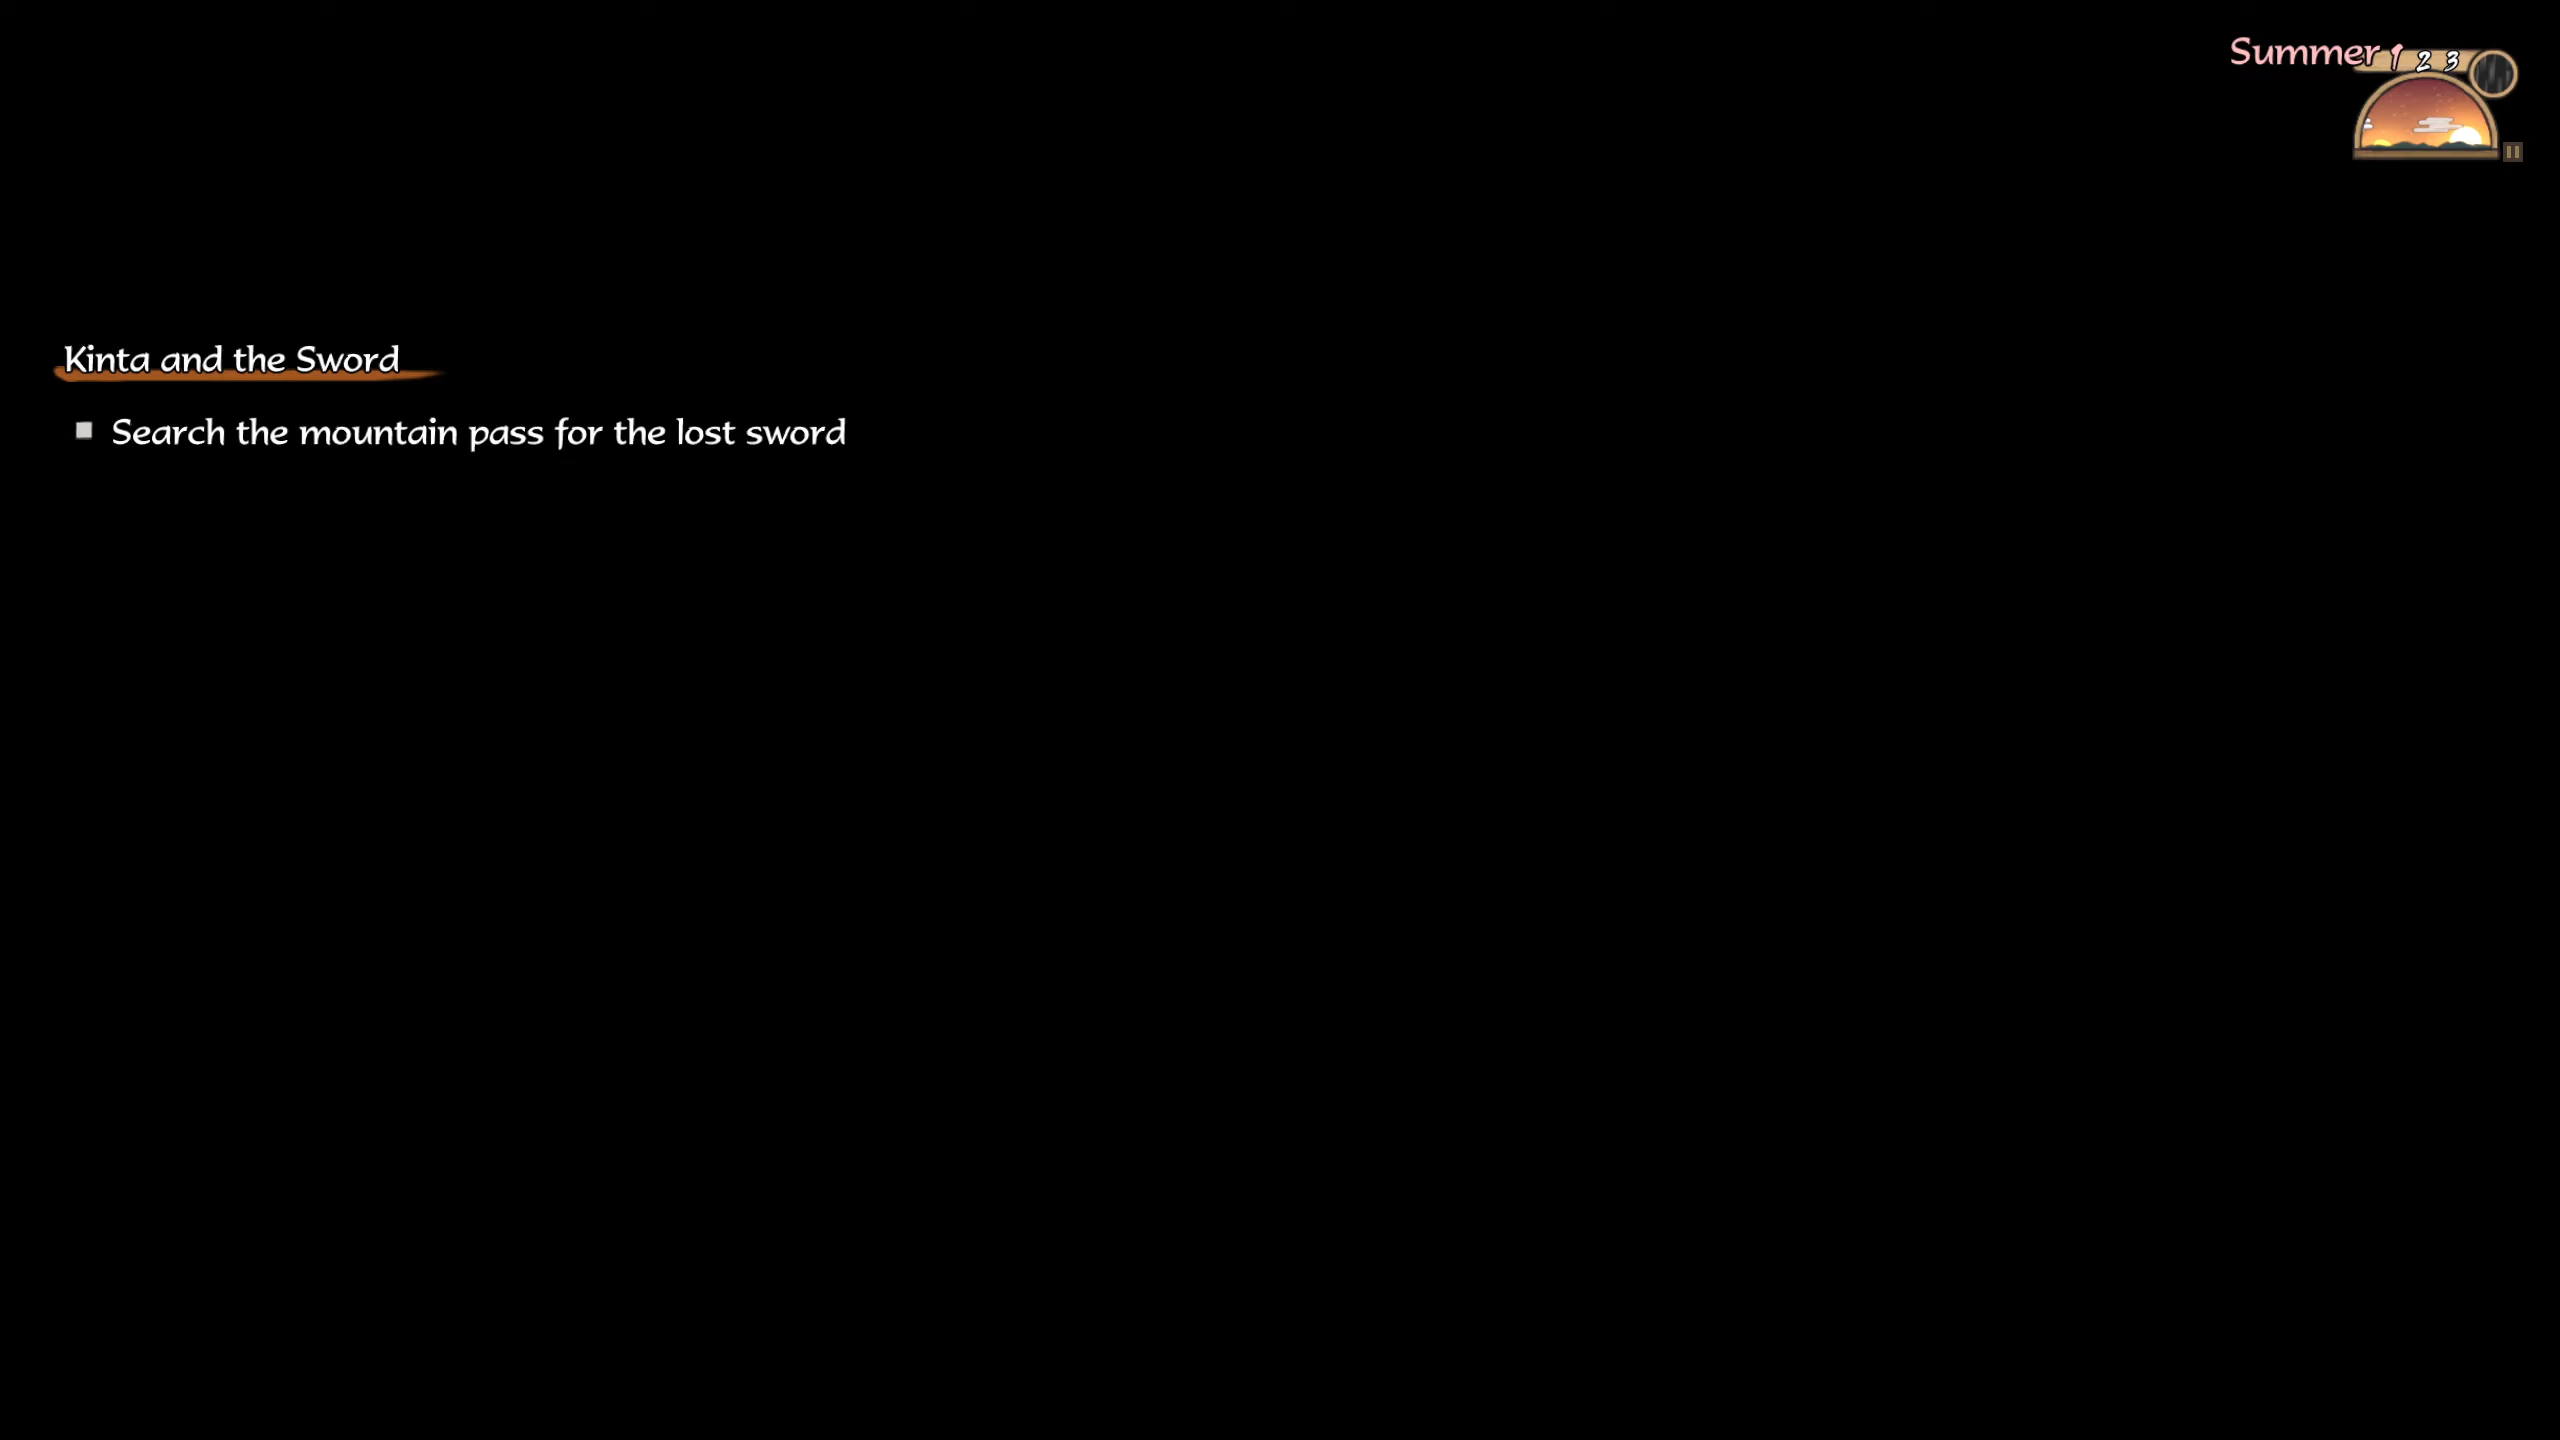 Summer 1 2 3
Kinta and the Sword
Search the mountain pass for the lost sword